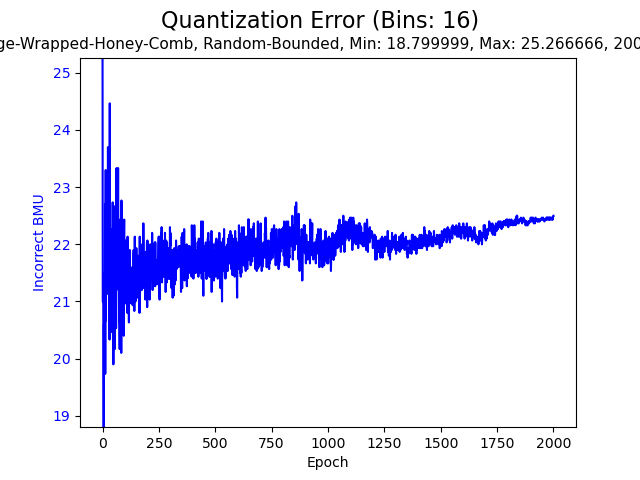 Quantization Error (Bins: 16)
ge-Wrapped-Honey-Comb, Random-Bounded, Min: 18.799999, Max: 25.266666, 200
25
24
23
22
21
20
19
Incorrect BMU
0 250 500 750 1000 1250 1500 1750 2000
Epoch